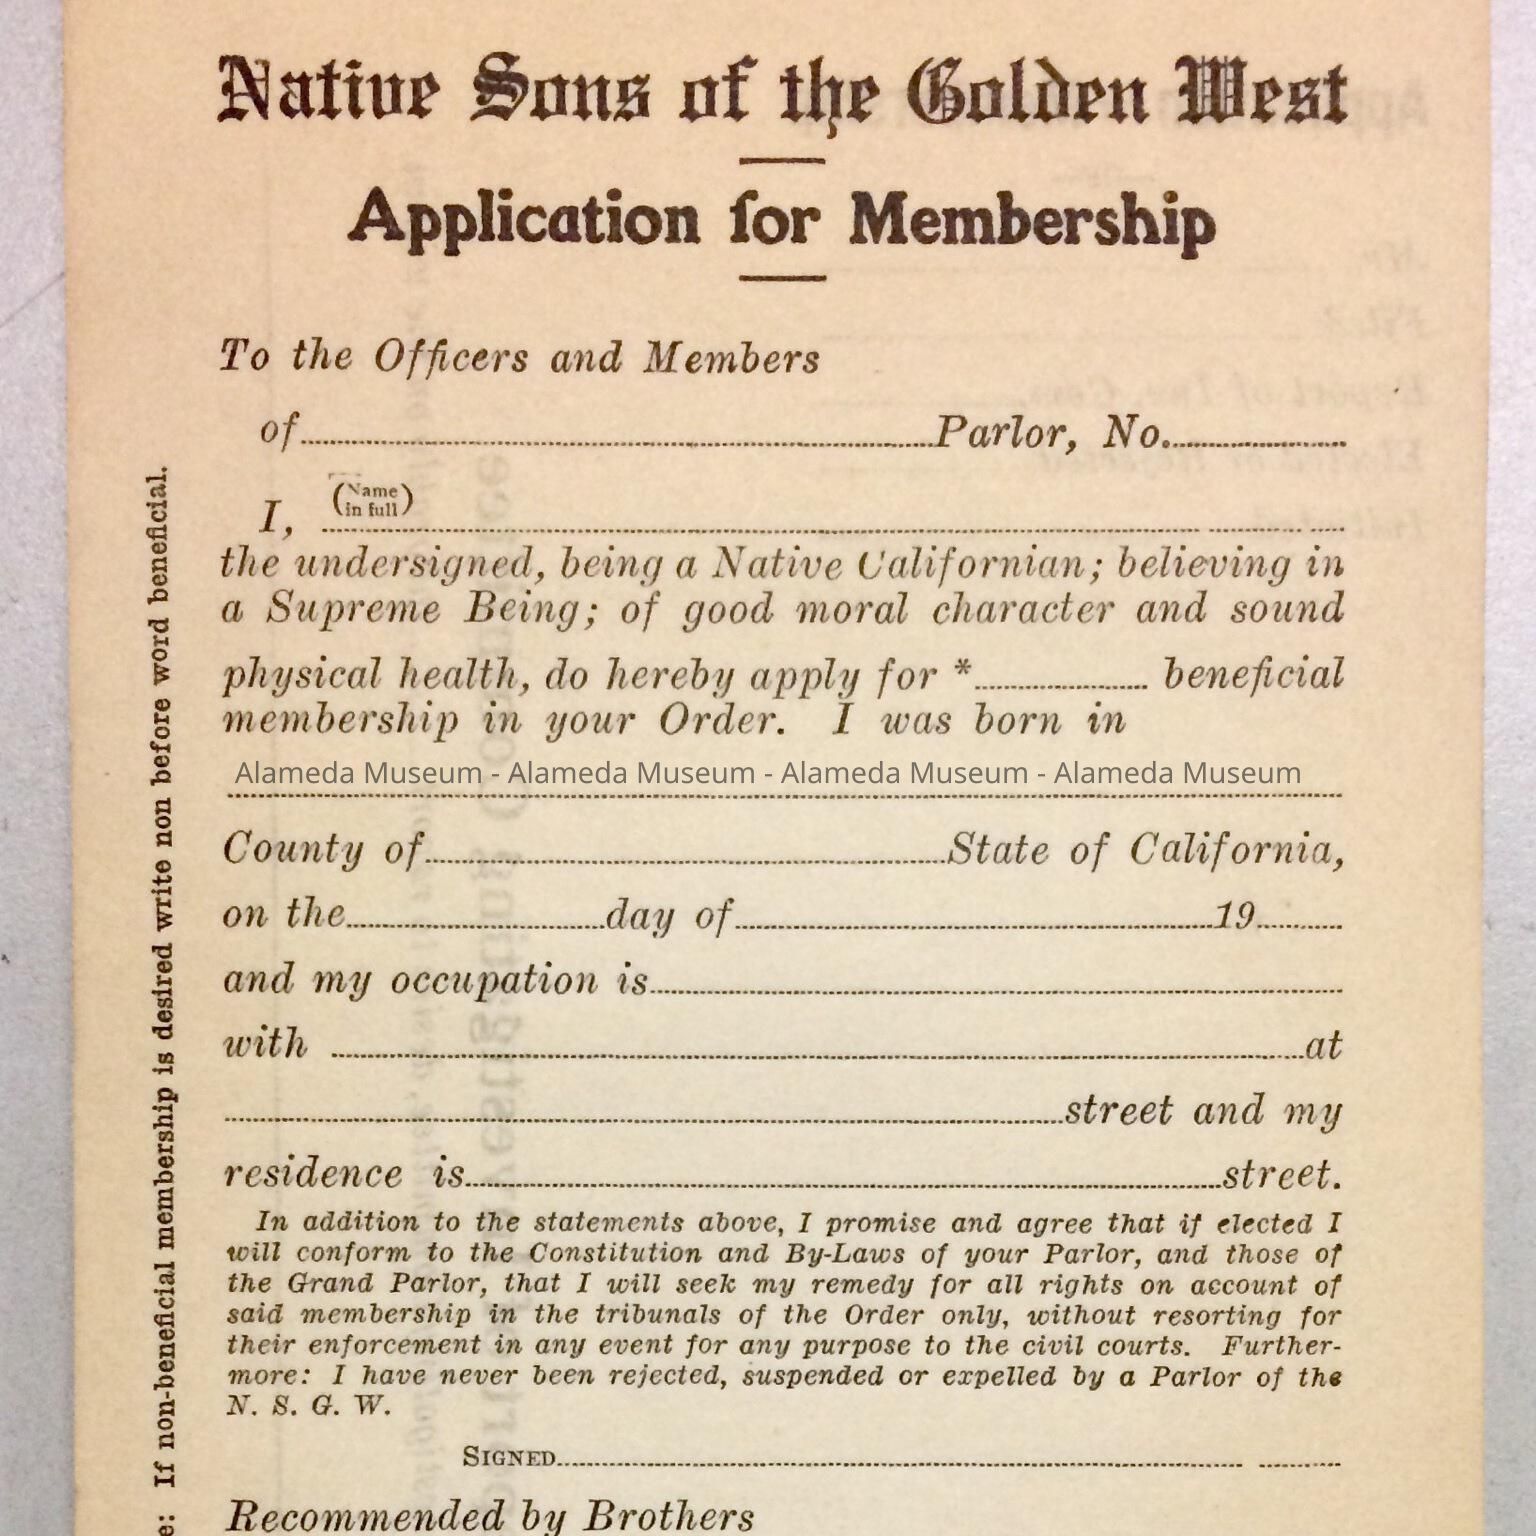 Native Sons of the Golden West
Application for Membership
To the Officers and Members
of Parlor, No.
I, (Name in full)
the undersigned, being a Native Californian; believing in
a Supreme Being; of good moral character and sound
physical health, do hereby apply for * beneficial
membership in your Order. I was born in
Alameda Museum - Alameda Museum - Alameda Museum - Alameda Museum
County of State of California,
on the day of 19
and my occupation is
with at
street and my
residence is street.
In addition to the statements above, I promise and agree that if elected I
will conform to the Constitution and By-Laws of your Parlor, and those of
the Grand Parlor, that I will seek my remedy for all rights on account of
said membership in the tribunals of the Order only, without resorting for
their enforcement in any event for any purpose to the civil courts. Further-
more: I have never been rejected, suspended or expelled by a Parlor of the
N. S. G. W.
SIGNED
Recommended by Brothers
e: If non-beneficial membership is desired write non before word beneficial.